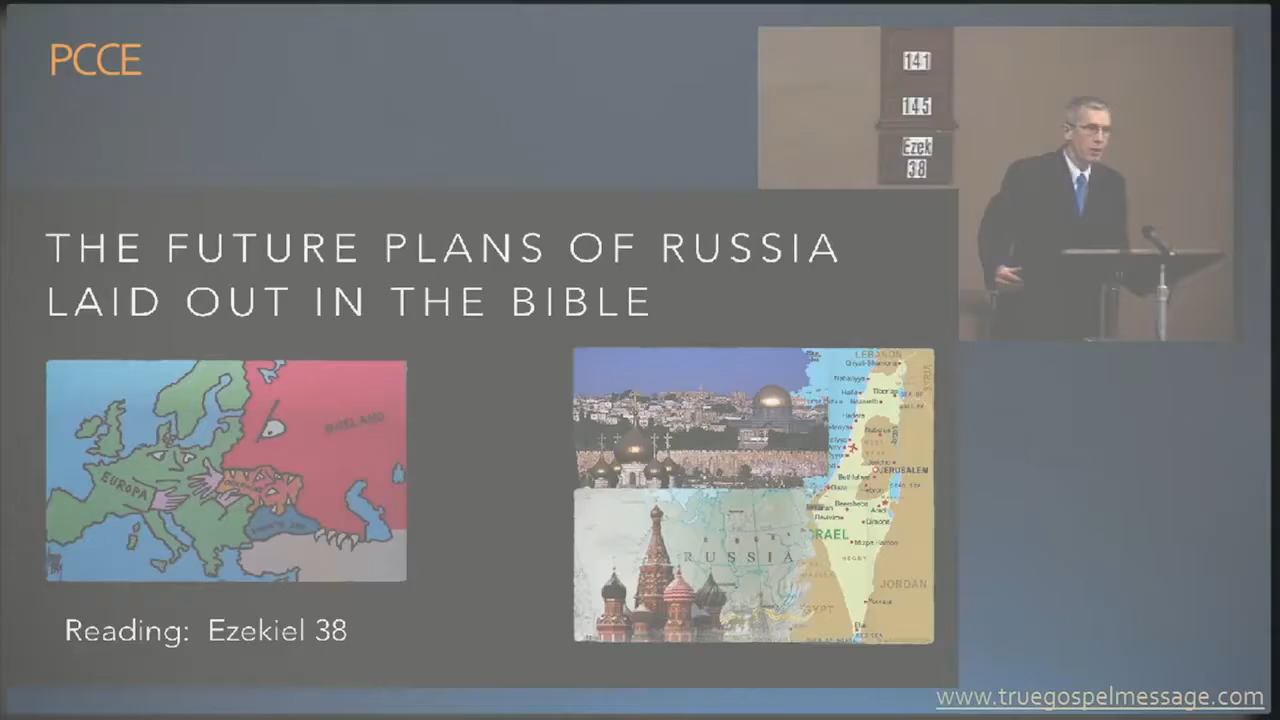 PCCE
141
145
Ezek
38
THE FUTURE PLANS OF RUSSIA
LAID OUT IN THE BIBLE
EUROPA
LEBANON
SYRIA
JERUSALEM
RUSSIA
JORDAN
Reading: Ezekiel 38
www.truegospelmessage.com